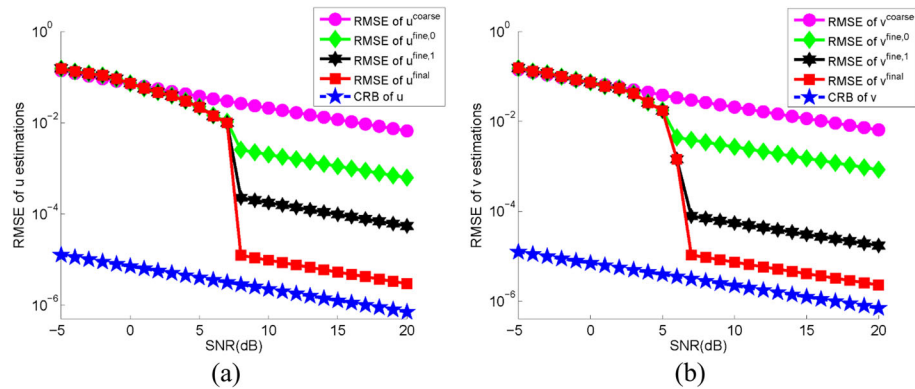 RMSE of u estimations
10^0
10^-2
10^-4
10^-6
-5
0
5
10
15
20
SNR(dB)
RMSE of u^coarse
RMSE of u^fine,0
RMSE of u^fine,1
RMSE of u^final
CRB of u
(a)
RMSE of v estimations
10^0
10^-2
10^-4
10^-6
-5
0
5
10
15
20
SNR(dB)
RMSE of v^coarse
RMSE of v^fine,0
RMSE of v^fine,1
RMSE of v^final
CRB of v
(b)